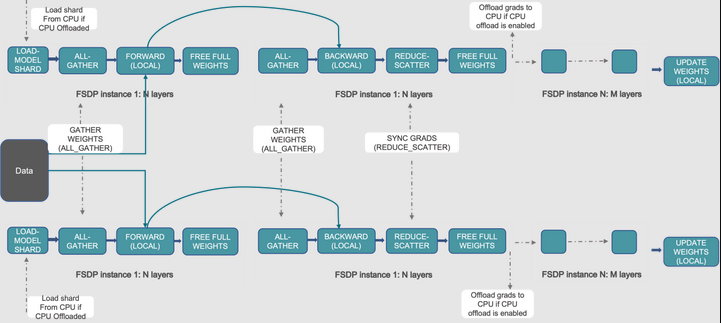 Load shard
From CPU if
CPU Offloaded
Offload grads to
CPU if CPU
offload is enabled
LOAD-
MODEL
SHARD
ALL-
GATHER
FORWARD
(LOCAL)
FREE FULL
WEIGHTS
ALL-
GATHER
BACKWARD
(LOCAL)
REDUCE-
SCATTER
FREE FULL
WEIGHTS
UPDATE
WEIGHTS
(LOCAL)
FSDP instance 1: N layers
FSDP instance 1: N layers
FSDP instance N: M layers
GATHER
WEIGHTS
(ALL_GATHER)
GATHER
WEIGHTS
(ALL_GATHER)
SYNC GRADS
(REDUCE_SCATTER)
Data
LOAD-
MODEL
SHARD
ALL-
GATHER
FORWARD
(LOCAL)
FREE FULL
WEIGHTS
ALL-
GATHER
BACKWARD
(LOCAL)
REDUCE-
SCATTER
FREE FULL
WEIGHTS
UPDATE
WEIGHTS
(LOCAL)
FSDP instance 1: N layers
FSDP instance 1: N layers
FSDP instance N: M layers
Load shard
From CPU if
CPU Offloaded
Offload grads to
CPU if CPU
offload is enabled